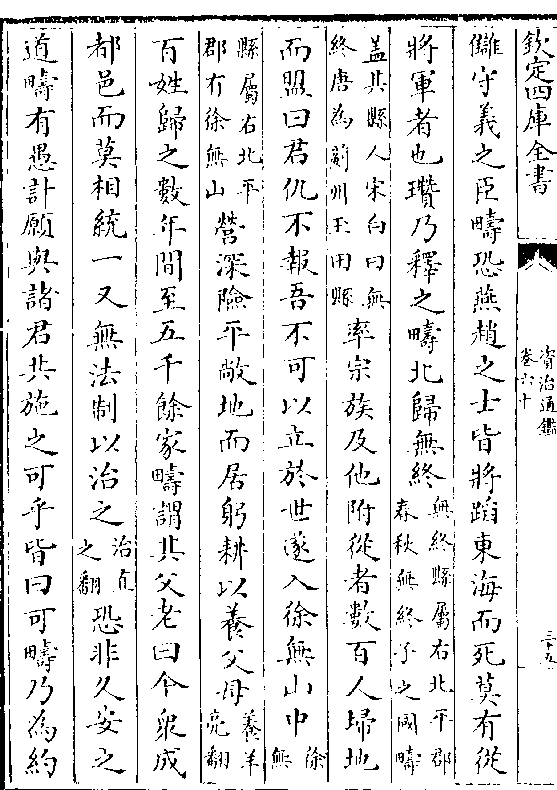 欽定四庫全書
資治通鑑
卷六十
三十五
讎守義之臣疇恐燕趙之士皆將蹈東海而死莫有從
將軍者也瓚乃釋之疇北歸無終無終縣屬右北平郡春秋無終子之國疇
盖其縣人宋白曰無終唐為薊州玉田縣率宗族及他附從者數百人埽地
而盟曰君仇不報吾不可以立於世遂入徐無山中徐無
縣屬右北平郡有徐無山營深險平敞地而居躬耕以養父母養羊亮翻
百姓歸之數年間至五千餘家疇謂其父老曰今衆成
都邑而莫相統一又無法制以治之治直之翻恐非久安之
道疇有愚計願與諸君共施之可乎皆曰可疇乃為約